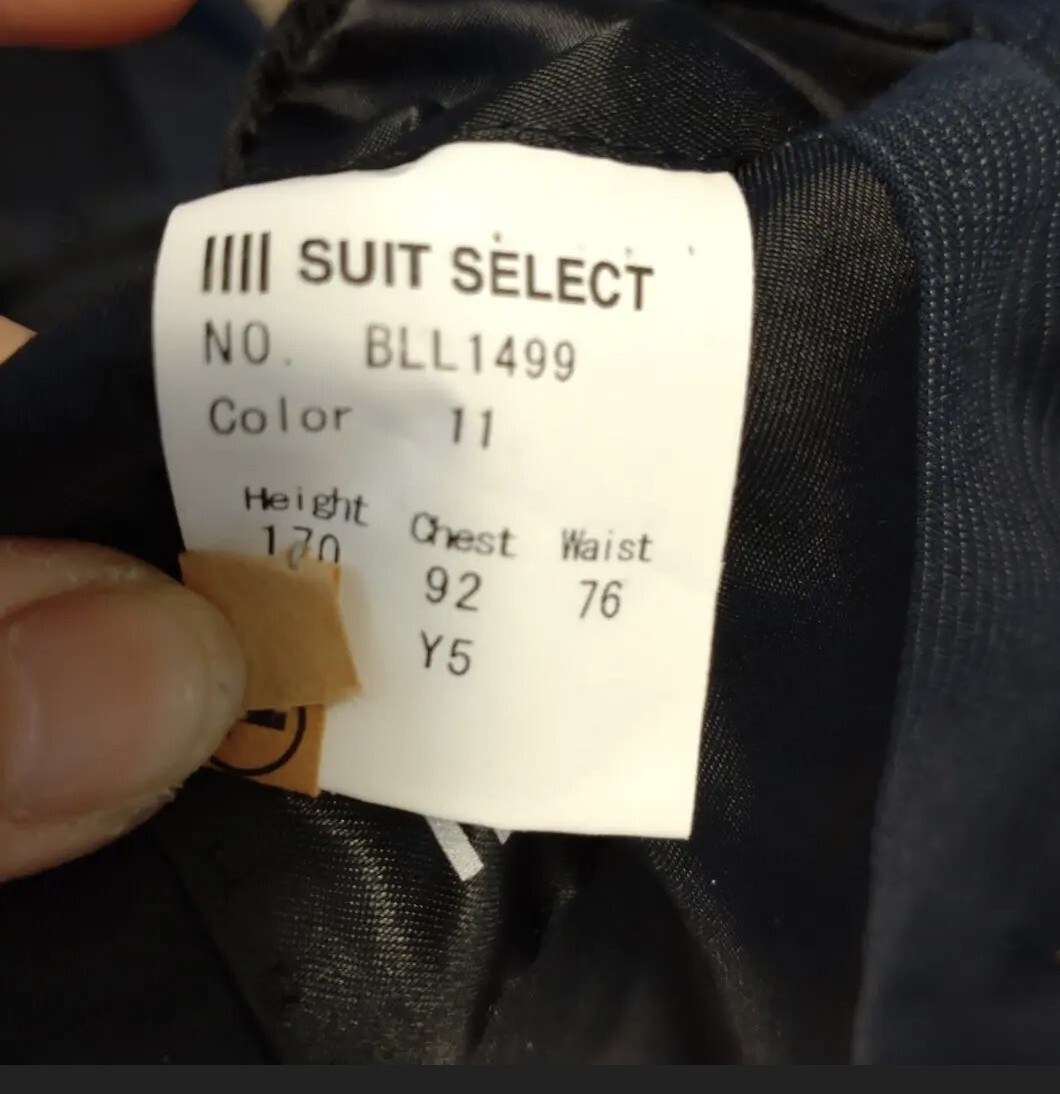 SUIT SELECT
NO. BLL1499
Color 11
Height Chest Waist
170 92 76
Y5